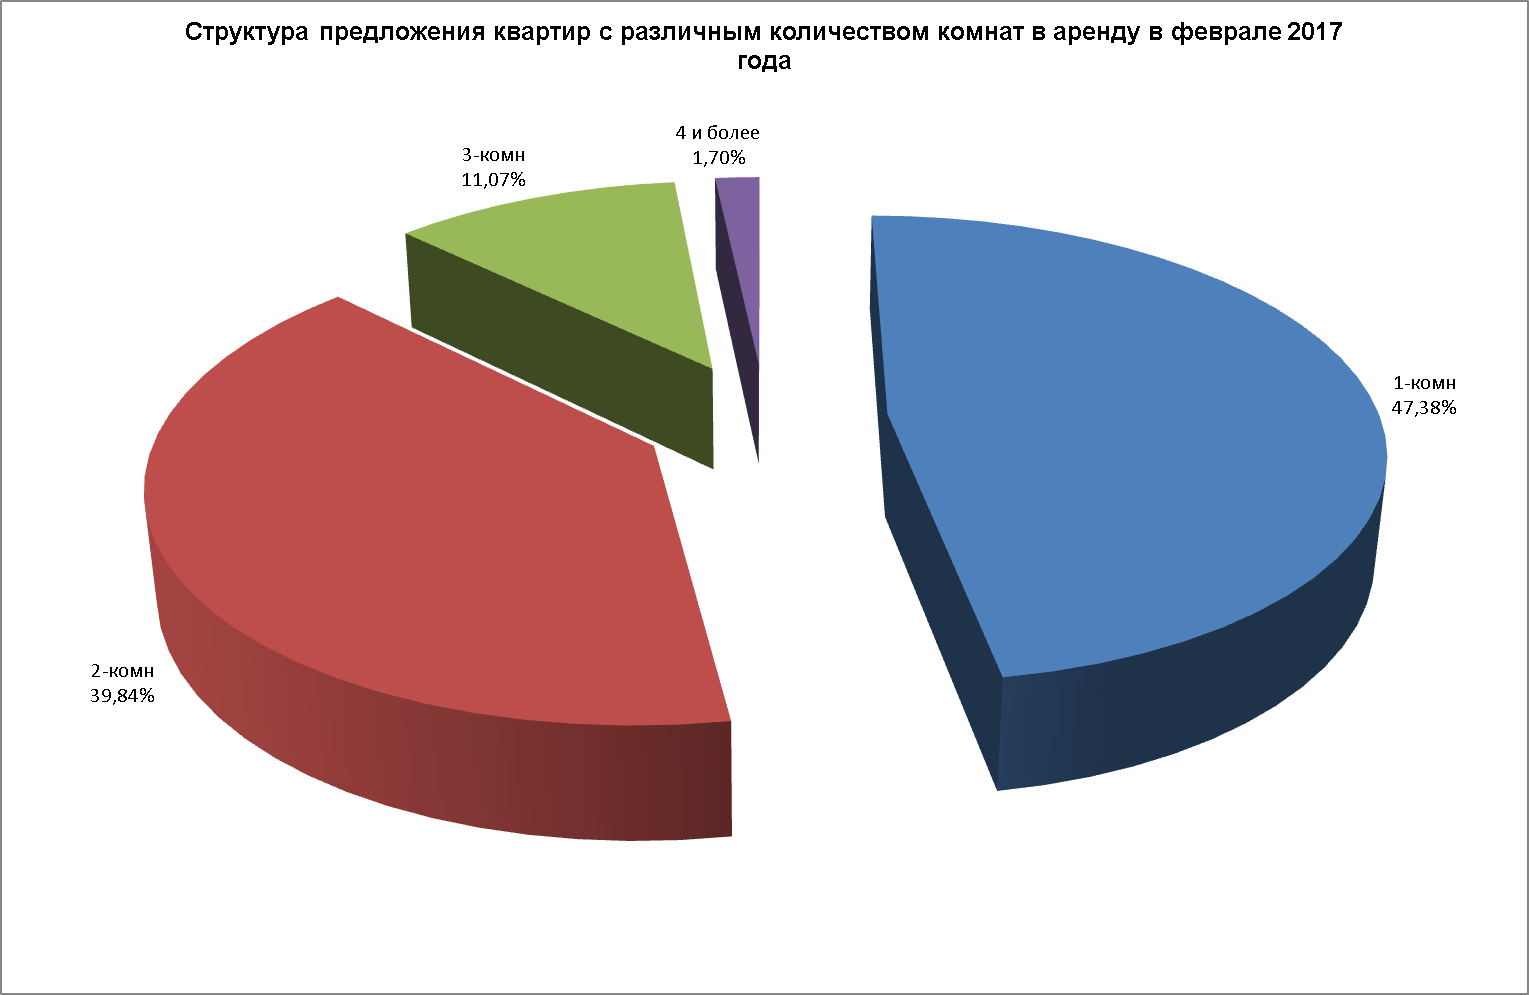 Структура предложения квартир с различным количеством комнат в аренду в феврале 2017
года
4 и более
1,70%
3-комн
11,07%
1-комн
47,38%
2-комн
39,84%